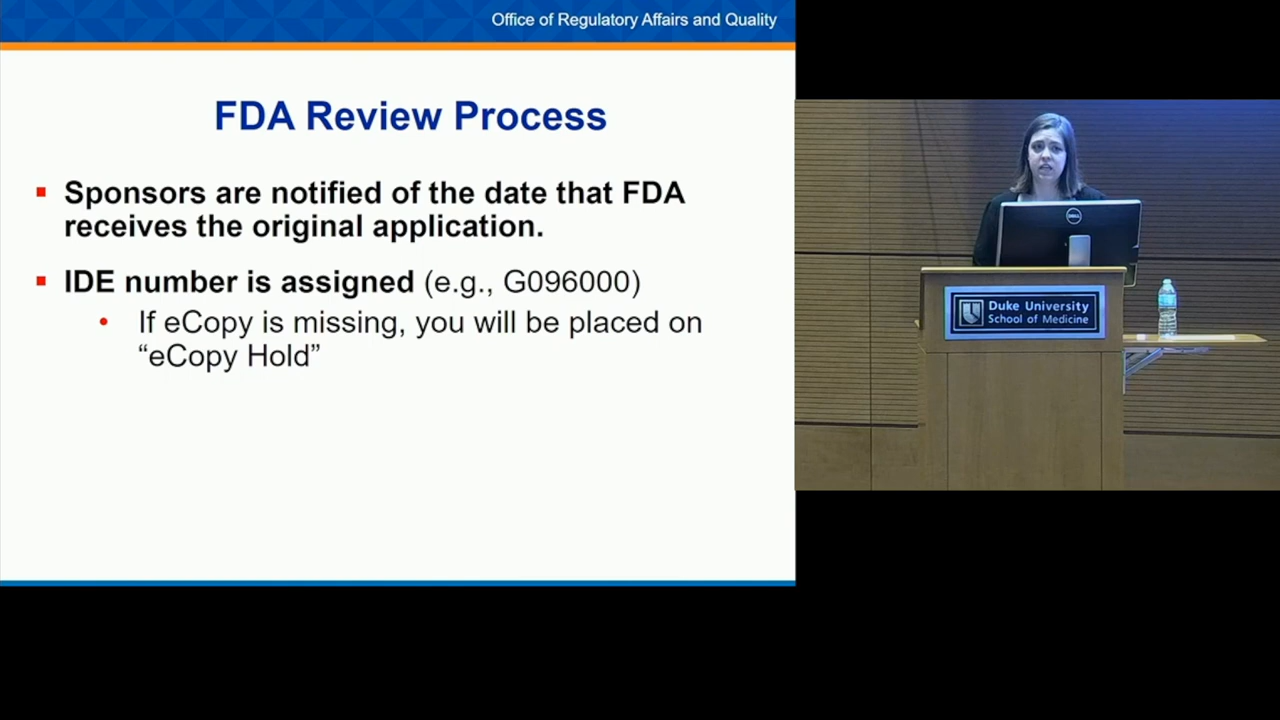 Office of Regulatory Affairs and Quality
FDA Review Process
▪ Sponsors are notified of the date that FDA
receives the original application.
▪ IDE number is assigned (e.g., G096000)
• If eCopy is missing, you will be placed on
“eCopy Hold”
DELL
Duke University
School of Medicine